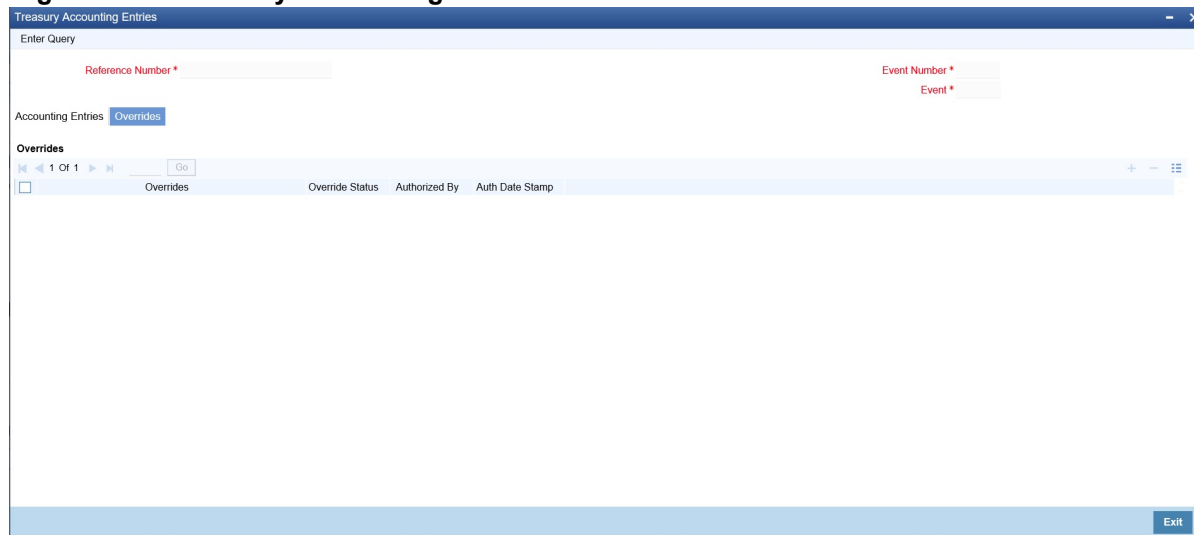 Treasury Accounting Entries
Enter Query
Reference Number *
Event Number *
Event *
Accounting Entries Overrides
Overrides
1 Of 1 Go
Overrides Override Status Authorized By Auth Date Stamp
Exit